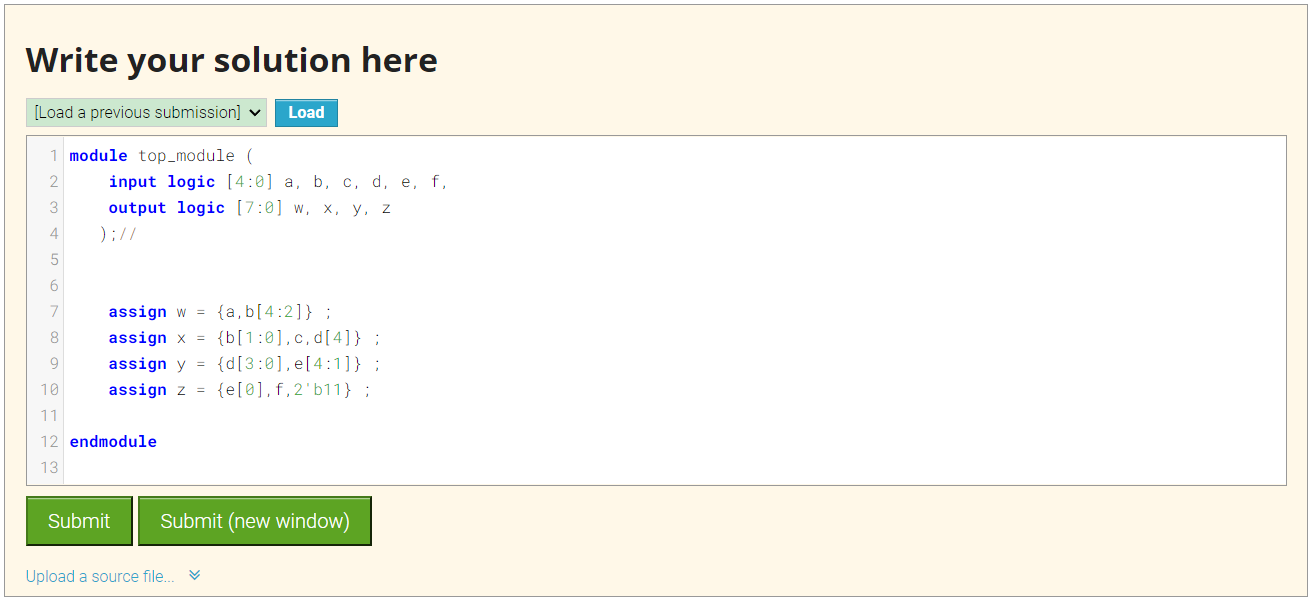 Write your solution here
[Load a previous submission] Load
1 module top_module (
2     input logic [4:0] a, b, c, d, e, f,
3     output logic [7:0] w, x, y, z
4    );//
5
6
7     assign w = {a,b[4:2]} ;
8     assign x = {b[1:0],c,d[4]} ;
9     assign y = {d[3:0],e[4:1]} ;
10     assign z = {e[0],f,2'b11} ;
11
12 endmodule
13
Submit Submit (new window)
Upload a source file...